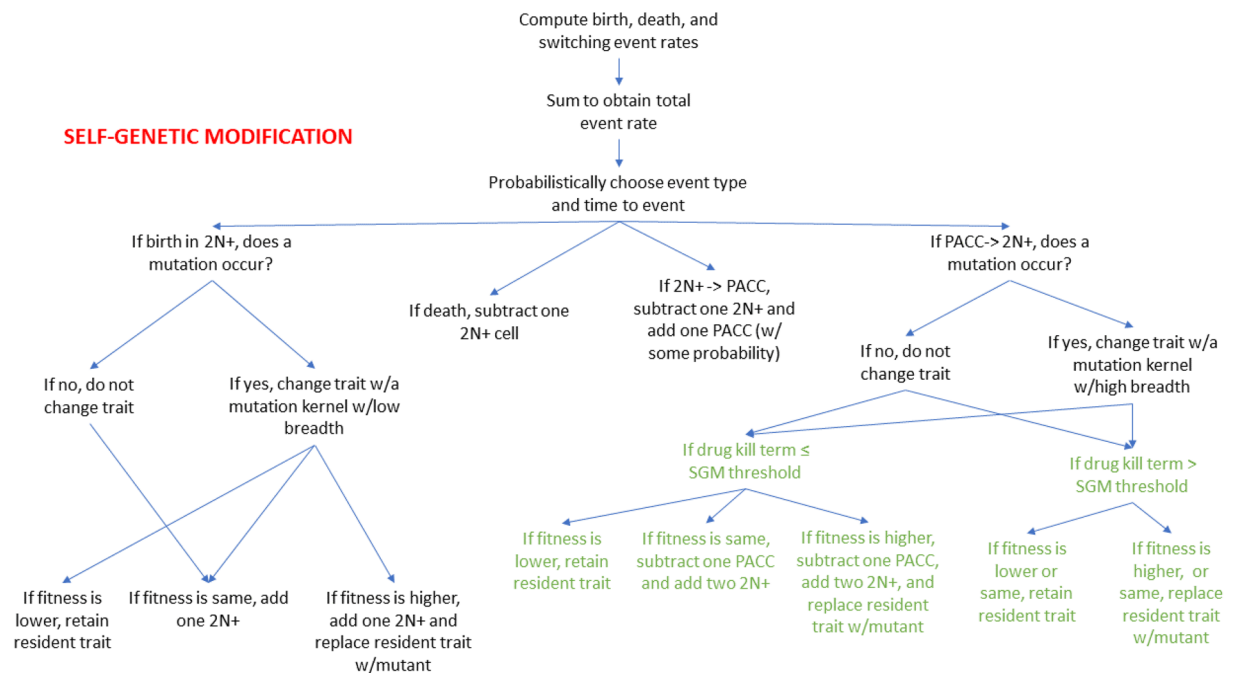 Compute birth, death, and
switching event rates
Sum to obtain total
event rate
SELF-GENETIC MODIFICATION
Probabilistically choose event type
and time to event
If birth in 2N+, does a
mutation occur?
If death, subtract one
2N+ cell
If 2N+ -> PACC,
subtract one 2N+ and
add one PACC (w/
some probability)
If PACC-> 2N+, does a
mutation occur?
If no, do not
change trait
If yes, change trait w/a
mutation kernel w/low
breadth
If no, do not
change trait
If yes, change trait w/a
mutation kernel
w/high breadth
If drug kill term ≤
SGM threshold
If drug kill term >
SGM threshold
If fitness is
lower, retain
resident trait
If fitness is same, add
one 2N+
If fitness is higher,
add one 2N+ and
replace resident trait
w/mutant
If fitness is
lower, retain
resident trait
If fitness is same,
subtract one PACC
and add two 2N+
If fitness is higher,
subtract one PACC,
add two 2N+, and
replace resident
trait w/mutant
If fitness is
lower or
same, retain
resident trait
If fitness is
higher, or
same, replace
resident trait
w/mutant